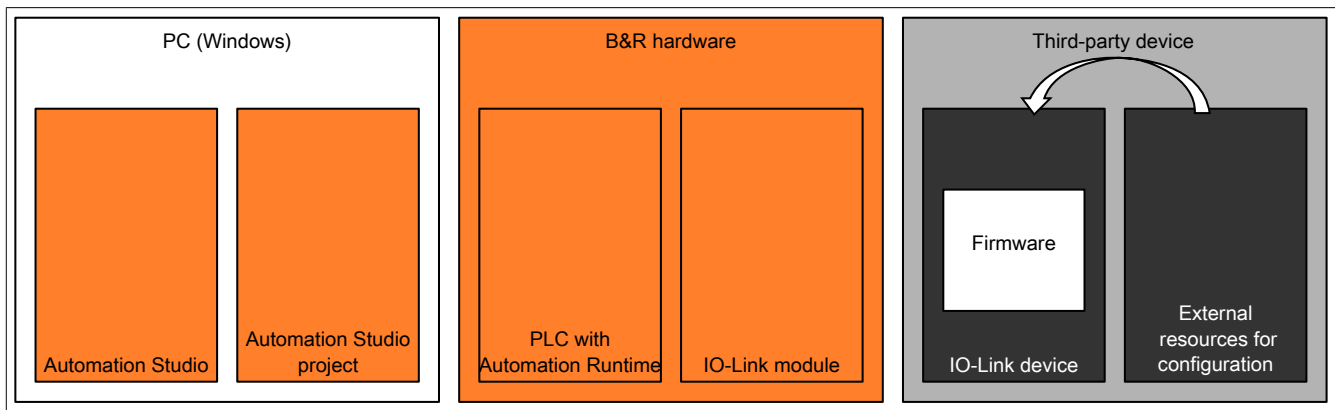 PC (Windows)
Automation Studio
Automation Studio
project
B&R hardware
PLC with
Automation Runtime
IO-Link module
Third-party device
Firmware
IO-Link device
External
resources for
configuration